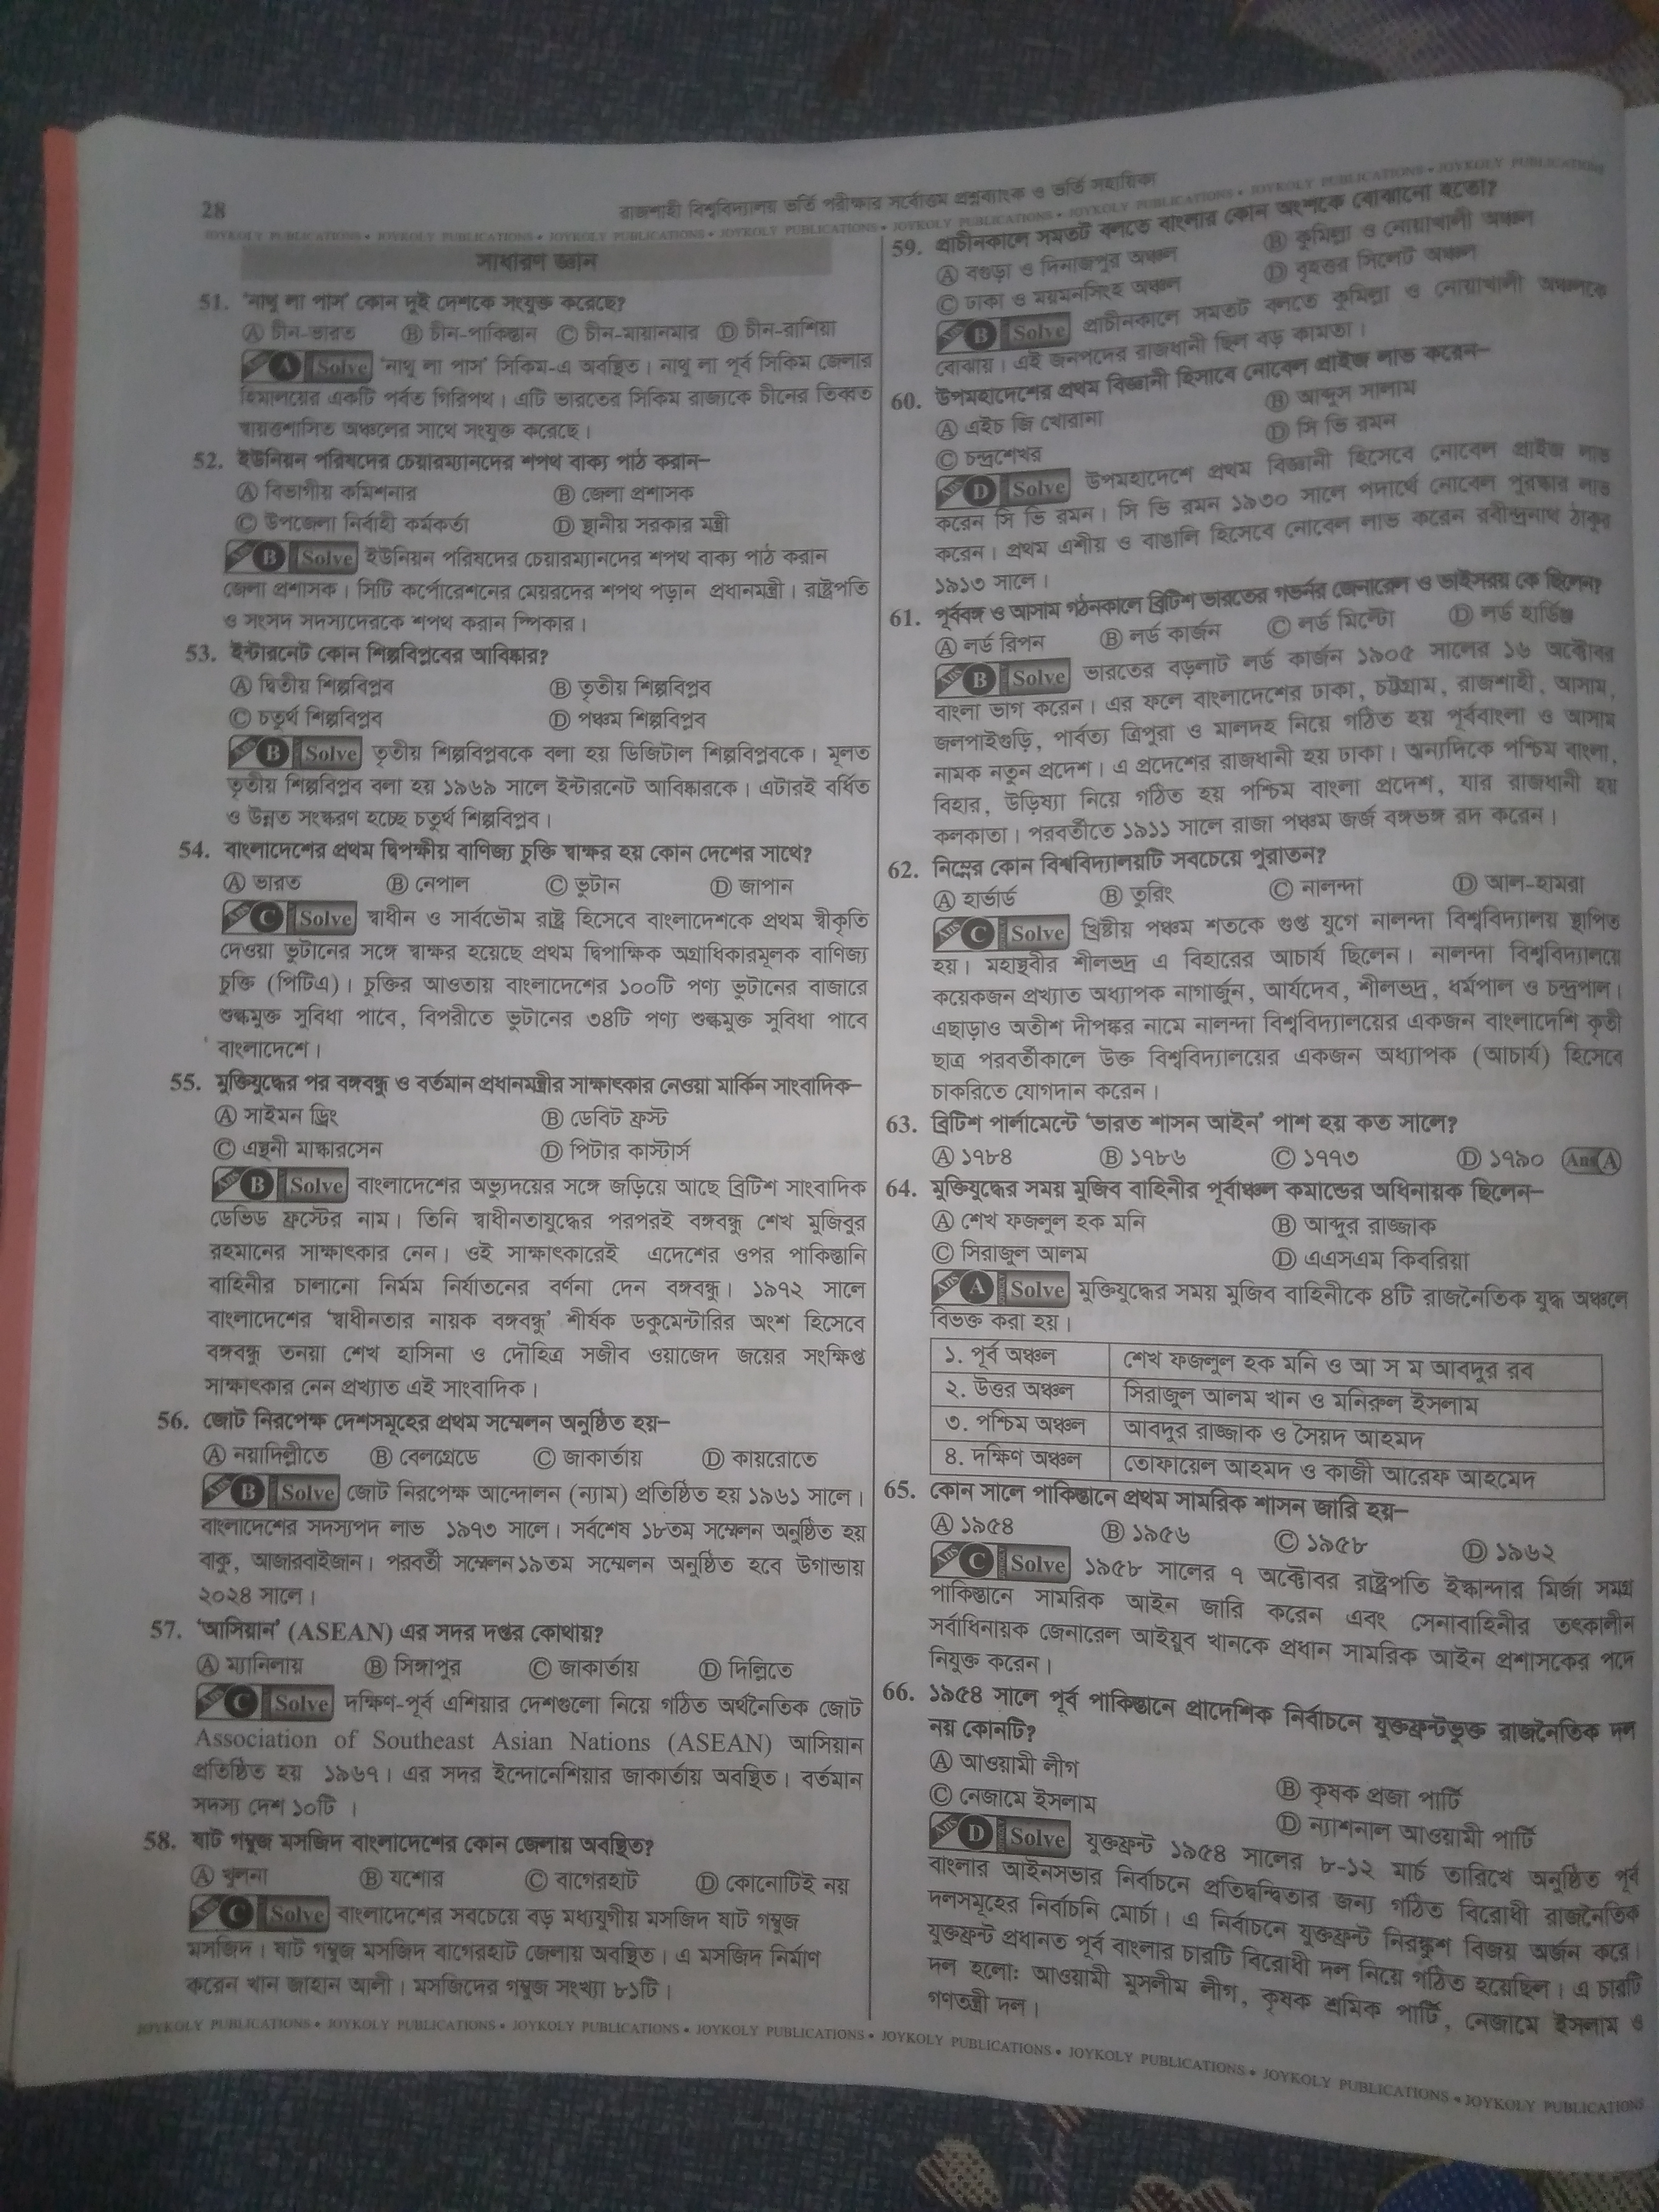 28
রাজশাহী বিশ্ববিদ্যালয় ভর্তি পরীক্ষার সর্বোত্তম প্রশ্নব্যাংক ও ভর্তি সহায়িকা
JOYKOLY PUBLICATIONS • JOYKOLY PUBLICATIONS • JOYKOLY PUBLICATIONS • JOYKOLY PUBLICATIONS • JOYKOLY PUBLICATIONS • JOYKOLY PUBLICATIONS • JOYKOLY PUBLICATIONS • JOYKOLY PUBLICATIONS
সাধারণ জ্ঞান
51. 'নাথু লা পাস' কোন দুই দেশকে সংযুক্ত করেছে?
Ⓐ চীন-ভারত Ⓑ চীন-পাকিস্তান Ⓒ চীন-মায়ানমার Ⓓ চীন-রাশিয়া
Ans A Solve 'নাথু লা পাস' সিকিম-এ অবস্থিত। নাথু লা পূর্ব সিকিম জেলার
হিমালয়ের একটি পর্বত গিরিপথ। এটি ভারতের সিকিম রাজ্যকে চীনের তিব্বত
স্বায়ত্তশাসিত অঞ্চলের সাথে সংযুক্ত করেছে।
52. ইউনিয়ন পরিষদের চেয়ারম্যানদের শপথ বাক্য পাঠ করান–
Ⓐ বিভাগীয় কমিশনার Ⓑ জেলা প্রশাসক
Ⓒ উপজেলা নির্বাহী কর্মকর্তা Ⓓ স্থানীয় সরকার মন্ত্রী
Ans B Solve ইউনিয়ন পরিষদের চেয়ারম্যানদের শপথ বাক্য পাঠ করান
জেলা প্রশাসক। সিটি কর্পোরেশনের মেয়রদের শপথ পড়ান প্রধানমন্ত্রী। রাষ্ট্রপতি
ও সংসদ সদস্যদেরকে শপথ করান স্পিকার।
53. ইন্টারনেট কোন শিল্পবিপ্লবের আবিষ্কার?
Ⓐ দ্বিতীয় শিল্পবিপ্লব Ⓑ তৃতীয় শিল্পবিপ্লব
Ⓒ চতুর্থ শিল্পবিপ্লব Ⓓ পঞ্চম শিল্পবিপ্লব
Ans B Solve তৃতীয় শিল্পবিপ্লবকে বলা হয় ডিজিটাল শিল্পবিপ্লবকে। মূলত
তৃতীয় শিল্পবিপ্লব বলা হয় ১৯৬৯ সালে ইন্টারনেট আবিষ্কারকে। এটারই বর্ধিত
ও উন্নত সংস্করণ হচ্ছে চতুর্থ শিল্পবিপ্লব।
54. বাংলাদেশের প্রথম দ্বিপক্ষীয় বাণিজ্য চুক্তি স্বাক্ষর হয় কোন দেশের সাথে?
Ⓐ ভারত Ⓑ নেপাল Ⓒ ভুটান Ⓓ জাপান
Ans C Solve স্বাধীন ও সার্বভৌম রাষ্ট্র হিসেবে বাংলাদেশকে প্রথম স্বীকৃতি
দেওয়া ভুটানের সঙ্গে স্বাক্ষর হয়েছে প্রথম দ্বিপাক্ষিক অগ্রাধিকারমূলক বাণিজ্য
চুক্তি (পিটিএ)। চুক্তির আওতায় বাংলাদেশের ১০০টি পণ্য ভুটানের বাজারে
শুল্কমুক্ত সুবিধা পাবে, বিপরীতে ভুটানের ৩৪টি পণ্য শুল্কমুক্ত সুবিধা পাবে
বাংলাদেশে।
55. মুক্তিযুদ্ধের পর বঙ্গবন্ধু ও বর্তমান প্রধানমন্ত্রীর সাক্ষাৎকার নেওয়া মার্কিন সাংবাদিক–
Ⓐ সাইমন ড্রিং Ⓑ ডেবিট ফ্রস্ট
Ⓒ এন্থনী মাস্কারসেন Ⓓ পিটার কাস্টার্স
Ans B Solve বাংলাদেশের অভ্যুদয়ের সঙ্গে জড়িয়ে আছে ব্রিটিশ সাংবাদিক
ডেভিড ফ্রস্টের নাম। তিনি স্বাধীনতাযুদ্ধের পরপরই বঙ্গবন্ধু শেখ মুজিবুর
রহমানের সাক্ষাৎকার নেন। ওই সাক্ষাৎকারেই এদেশের ওপর পাকিস্তানি
বাহিনীর চালানো নির্মম নির্যাতনের বর্ণনা দেন বঙ্গবন্ধু। ১৯৭২ সালে
বাংলাদেশের 'স্বাধীনতার নায়ক বঙ্গবন্ধু' শীর্ষক ডকুমেন্টারির অংশ হিসেবে
বঙ্গবন্ধু তনয়া শেখ হাসিনা ও দৌহিত্র সজীব ওয়াজেদ জয়ের সংক্ষিপ্ত
সাক্ষাৎকার নেন প্রখ্যাত এই সাংবাদিক।
56. জোট নিরপেক্ষ দেশসমূহের প্রথম সম্মেলন অনুষ্ঠিত হয়–
Ⓐ নয়াদিল্লীতে Ⓑ বেলগ্রেডে Ⓒ জাকার্তায় Ⓓ কায়রোতে
Ans B Solve জোট নিরপেক্ষ আন্দোলন (ন্যাম) প্রতিষ্ঠিত হয় ১৯৬১ সালে।
বাংলাদেশের সদস্যপদ লাভ ১৯৭৩ সালে। সর্বশেষ ১৮তম সম্মেলন অনুষ্ঠিত হয়
বাকু, আজারবাইজান। পরবর্তী সম্মেলন ১৯তম সম্মেলন অনুষ্ঠিত হবে উগান্ডায়
২০২৪ সালে।
57. 'আসিয়ান' (ASEAN) এর সদর দপ্তর কোথায়?
Ⓐ ম্যানিলায় Ⓑ সিঙ্গাপুর Ⓒ জাকার্তায় Ⓓ দিল্লিতে
Ans C Solve দক্ষিণ-পূর্ব এশিয়ার দেশগুলো নিয়ে গঠিত অর্থনৈতিক জোট
Association of Southeast Asian Nations (ASEAN) আসিয়ান
প্রতিষ্ঠিত হয় ১৯৬৭। এর সদর ইন্দোনেশিয়ার জাকার্তায় অবস্থিত। বর্তমান
সদস্য দেশ ১০টি ।
58. ষাট গম্বুজ মসজিদ বাংলাদেশের কোন জেলায় অবস্থিত?
Ⓐ খুলনা Ⓑ যশোর Ⓒ বাগেরহাট Ⓓ কোনোটিই নয়
Ans C Solve বাংলাদেশের সবচেয়ে বড় মধ্যযুগীয় মসজিদ ষাট গম্বুজ
মসজিদ। ষাট গম্বুজ মসজিদ বাগেরহাট জেলায় অবস্থিত। এ মসজিদ নির্মাণ
করেন খান জাহান আলী। মসজিদের গম্বুজ সংখ্যা ৮১টি।
59. প্রাচীনকালে সমতট বলতে বাংলার কোন অংশকে বোঝানো হতো?
Ⓐ বগুড়া ও দিনাজপুর অঞ্চল Ⓑ কুমিল্লা ও নোয়াখালী অঞ্চল
Ⓒ ঢাকা ও ময়মনসিংহ অঞ্চল Ⓓ বৃহত্তর সিলেট অঞ্চল
Ans B Solve প্রাচীনকালে সমতট বলতে কুমিল্লা ও নোয়াখালী অঞ্চলকে
বোঝায়। এই জনপদের রাজধানী ছিল বড় কামতা।
60. উপমহাদেশের প্রথম বিজ্ঞানী হিসাবে নোবেল প্রাইজ লাভ করেন–
Ⓐ এইচ জি খোরানা Ⓑ আব্দুস সালাম
Ⓒ চন্দ্রশেখর Ⓓ সি ভি রমন
Ans D Solve উপমহাদেশে প্রথম বিজ্ঞানী হিসেবে নোবেল প্রাইজ লাভ
করেন সি ভি রমন। সি ভি রমন ১৯৩০ সালে পদার্থে নোবেল পুরস্কার লাভ
করেন। প্রথম এশীয় ও বাঙালি হিসেবে নোবেল লাভ করেন রবীন্দ্রনাথ ঠাকুর
১৯১৩ সালে।
61. পূর্ববঙ্গ ও আসাম গঠনকালে ব্রিটিশ ভারতের গভর্নর জেনারেল ও ভাইসরয় কে ছিলেন?
Ⓐ লর্ড রিপন Ⓑ লর্ড কার্জন Ⓒ লর্ড মিন্টো Ⓓ লর্ড হার্ডিঞ্জ
Ans B Solve ভারতের বড়লাট লর্ড কার্জন ১৯০৫ সালের ১৬ অক্টোবর
বাংলা ভাগ করেন। এর ফলে বাংলাদেশের ঢাকা, চট্টগ্রাম, রাজশাহী, আসাম,
জলপাইগুড়ি, পার্বত্য ত্রিপুরা ও মালদহ নিয়ে গঠিত হয় পূর্ববাংলা ও আসাম
নামক নতুন প্রদেশ। এ প্রদেশের রাজধানী হয় ঢাকা। অন্যদিকে পশ্চিম বাংলা,
বিহার, উড়িষ্যা নিয়ে গঠিত হয় পশ্চিম বাংলা প্রদেশ, যার রাজধানী হয়
কলকাতা। পরবর্তীতে ১৯১১ সালে রাজা পঞ্চম জর্জ বঙ্গভঙ্গ রদ করেন।
62. নিম্নের কোন বিশ্ববিদ্যালয়টি সবচেয়ে পুরাতন?
Ⓐ হার্ভার্ড Ⓑ তুরিং Ⓒ নালন্দা Ⓓ আল-হামরা
Ans C Solve খ্রিষ্টীয় পঞ্চম শতকে গুপ্ত যুগে নালন্দা বিশ্ববিদ্যালয় স্থাপিত
হয়। মহাস্থবীর শীলভদ্র এ বিহারের আচার্য ছিলেন। নালন্দা বিশ্ববিদ্যালয়ে
কয়েকজন প্রখ্যাত অধ্যাপক নাগার্জুন, আর্যদেব, শীলভদ্র, ধর্মপাল ও চন্দ্রপাল।
এছাড়াও অতীশ দীপঙ্কর নামে নালন্দা বিশ্ববিদ্যালয়ের একজন বাংলাদেশি কৃতী
ছাত্র পরবর্তীকালে উক্ত বিশ্ববিদ্যালয়ের একজন অধ্যাপক (আচার্য) হিসেবে
চাকরিতে যোগদান করেন।
63. ব্রিটিশ পার্লামেন্টে 'ভারত শাসন আইন' পাশ হয় কত সালে?
Ⓐ ১৭৮৪ Ⓑ ১৭৮৬ Ⓒ ১৭৭৩ Ⓓ ১৭৯০ Ans A
64. মুক্তিযুদ্ধের সময় মুজিব বাহিনীর পূর্বাঞ্চল কমান্ডের অধিনায়ক ছিলেন–
Ⓐ শেখ ফজলুল হক মনি Ⓑ আব্দুর রাজ্জাক
Ⓒ সিরাজুল আলম Ⓓ এএসএম কিবরিয়া
Ans A Solve মুক্তিযুদ্ধের সময় মুজিব বাহিনীকে ৪টি রাজনৈতিক যুদ্ধ অঞ্চলে
বিভক্ত করা হয়।
১. পূর্ব অঞ্চল শেখ ফজলুল হক মনি ও আ স ম আবদুর রব
২. উত্তর অঞ্চল সিরাজুল আলম খান ও মনিরুল ইসলাম
৩. পশ্চিম অঞ্চল আবদুর রাজ্জাক ও সৈয়দ আহমদ
৪. দক্ষিণ অঞ্চল তোফায়েল আহমদ ও কাজী আরেফ আহমেদ
65. কোন সালে পাকিস্তানে প্রথম সামরিক শাসন জারি হয়–
Ⓐ ১৯৫৪ Ⓑ ১৯৫৬ Ⓒ ১৯৫৮ Ⓓ ১৯৬২
Ans C Solve ১৯৫৮ সালের ৭ অক্টোবর রাষ্ট্রপতি ইস্কান্দার মির্জা সমগ্র
পাকিস্তানে সামরিক আইন জারি করেন এবং সেনাবাহিনীর তৎকালীন
সর্বাধিনায়ক জেনারেল আইয়ুব খানকে প্রধান সামরিক আইন প্রশাসকের পদে
নিযুক্ত করেন।
66. ১৯৫৪ সালে পূর্ব পাকিস্তানে প্রাদেশিক নির্বাচনে যুক্তফ্রন্টভুক্ত রাজনৈতিক দল
নয় কোনটি?
Ⓐ আওয়ামী লীগ Ⓑ কৃষক প্রজা পার্টি
Ⓒ নেজামে ইসলাম Ⓓ ন্যাশনাল আওয়ামী পার্টি
Ans D Solve যুক্তফ্রন্ট ১৯৫৪ সালের ৮-১২ মার্চ তারিখে অনুষ্ঠিত পূর্ব
বাংলার আইনসভার নির্বাচনে প্রতিদ্বন্দ্বিতার জন্য গঠিত বিরোধী রাজনৈতিক
দলসমূহের নির্বাচনি মোর্চা। এ নির্বাচনে যুক্তফ্রন্ট নিরঙ্কুশ বিজয় অর্জন করে।
যুক্তফ্রন্ট প্রধানত পূর্ব বাংলার চারটি বিরোধী দল নিয়ে গঠিত হয়েছিল। এ চারটি
দল হলো: আওয়ামী মুসলীম লীগ, কৃষক শ্রমিক পার্টি, নেজামে ইসলাম ও
গণতন্ত্রী দল।
JOYKOLY PUBLICATIONS • JOYKOLY PUBLICATIONS • JOYKOLY PUBLICATIONS • JOYKOLY PUBLICATIONS • JOYKOLY PUBLICATIONS • JOYKOLY PUBLICATIONS • JOYKOLY PUBLICATIONS • JOYKOLY PUBLICATIONS